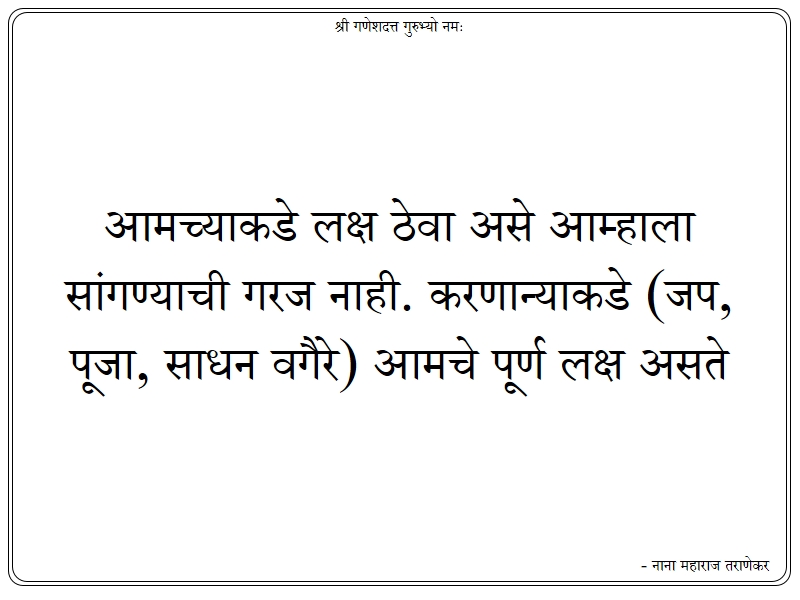 श्री गणेशदत्त गुरुभ्यो नमः
आमच्याकडे लक्ष ठेवा असे आम्हाला
सांगण्याची गरज नाही. करणान्याकडे (जप,
पूजा, साधन वगैरे) आमचे पूर्ण लक्ष असते
- नाना महाराज तराणेकर